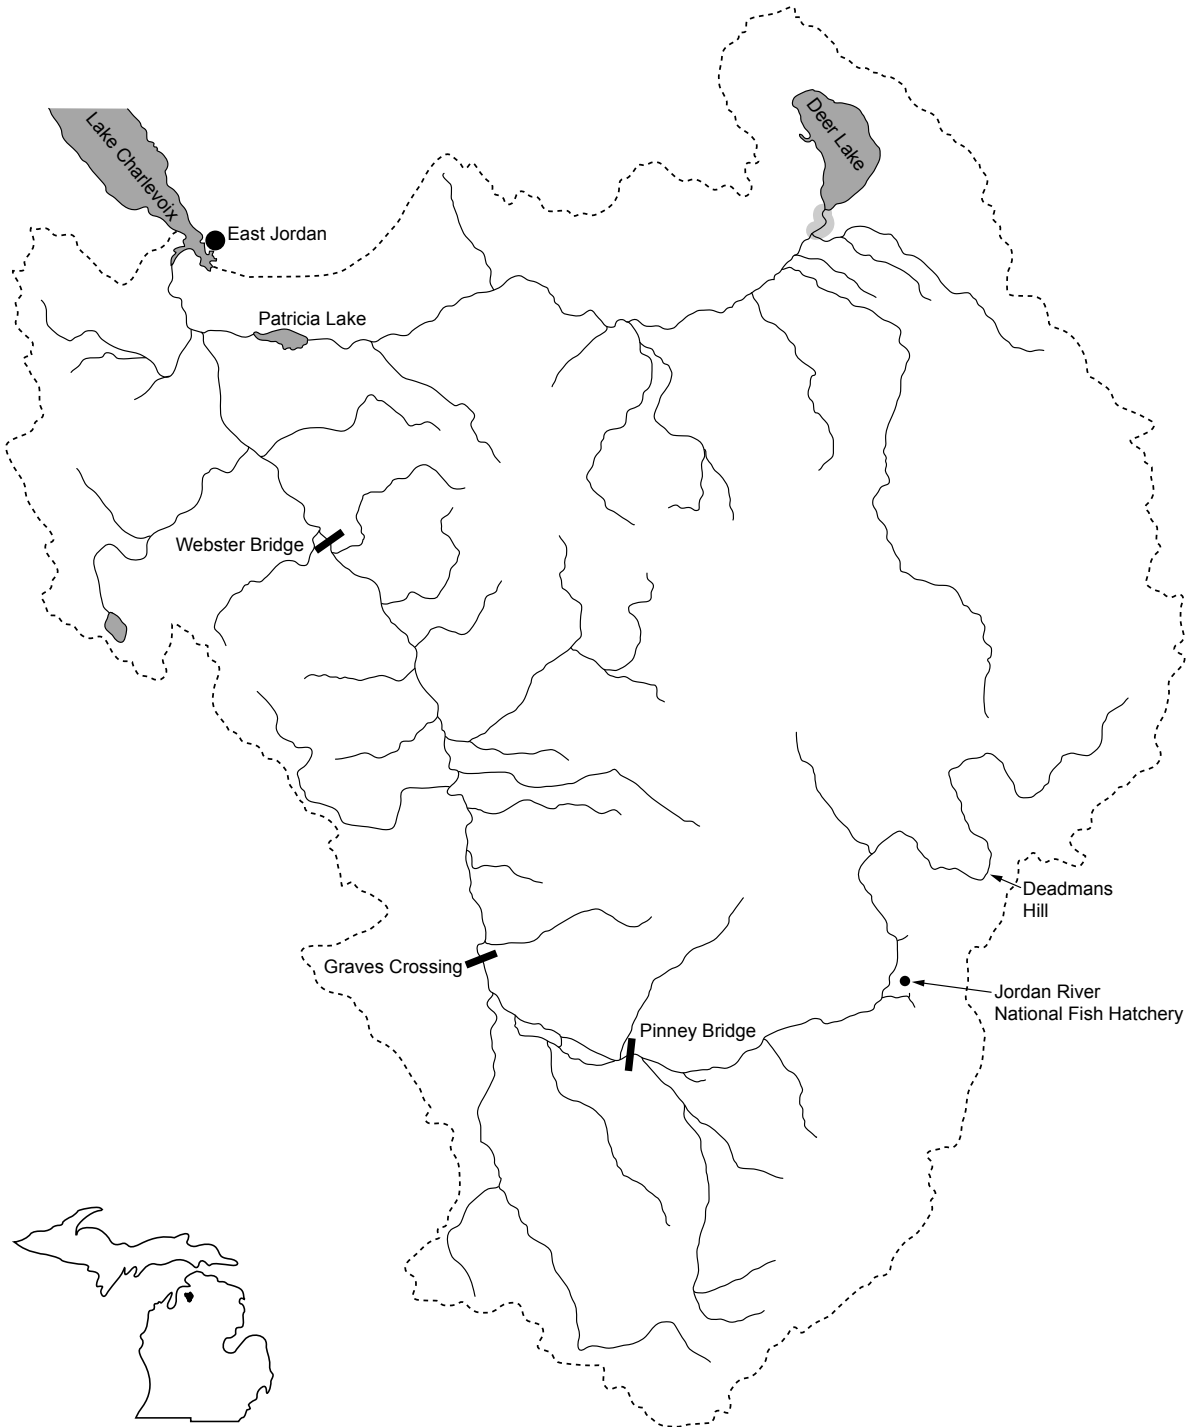 Deer Lake
Lake Charlevoix
East Jordan
Patricia Lake
Webster Bridge
Deadmans
Hill
Graves Crossing
Jordan River
National Fish Hatchery
Pinney Bridge